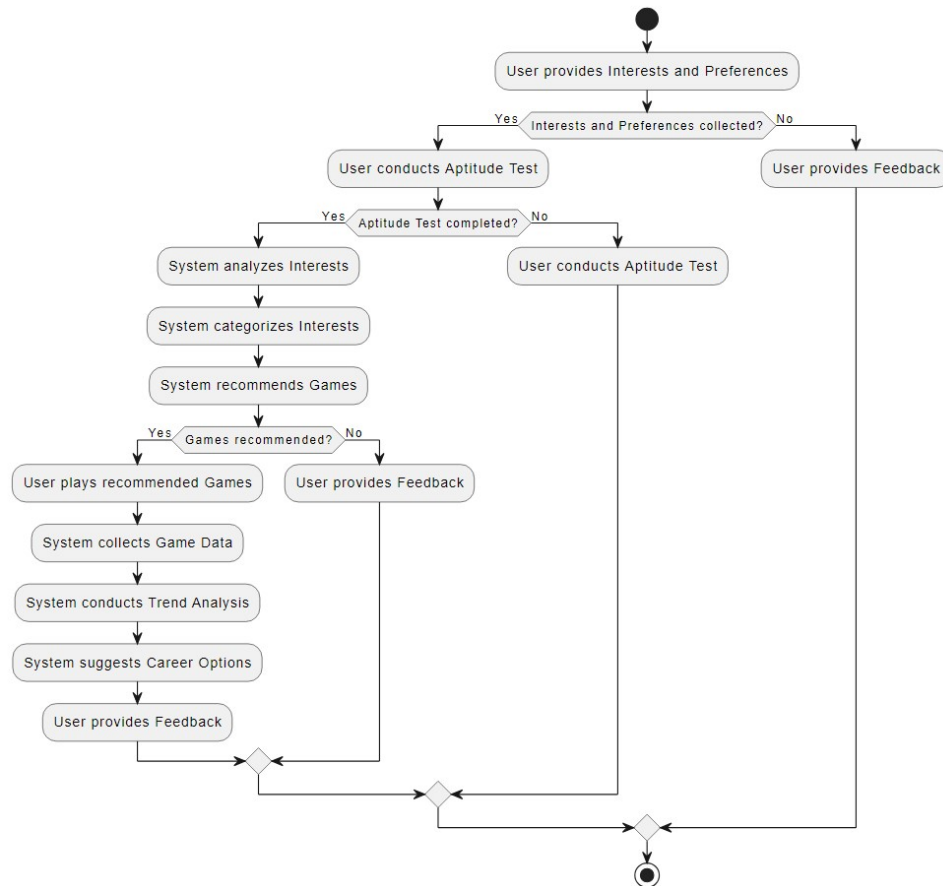 User provides Interests and Preferences
Yes
Interests and Preferences collected?
No
User conducts Aptitude Test
User provides Feedback
Yes
Aptitude Test completed?
No
System analyzes Interests
User conducts Aptitude Test
System categorizes Interests
System recommends Games
Yes
Games recommended?
No
User plays recommended Games
User provides Feedback
System collects Game Data
System conducts Trend Analysis
System suggests Career Options
User provides Feedback